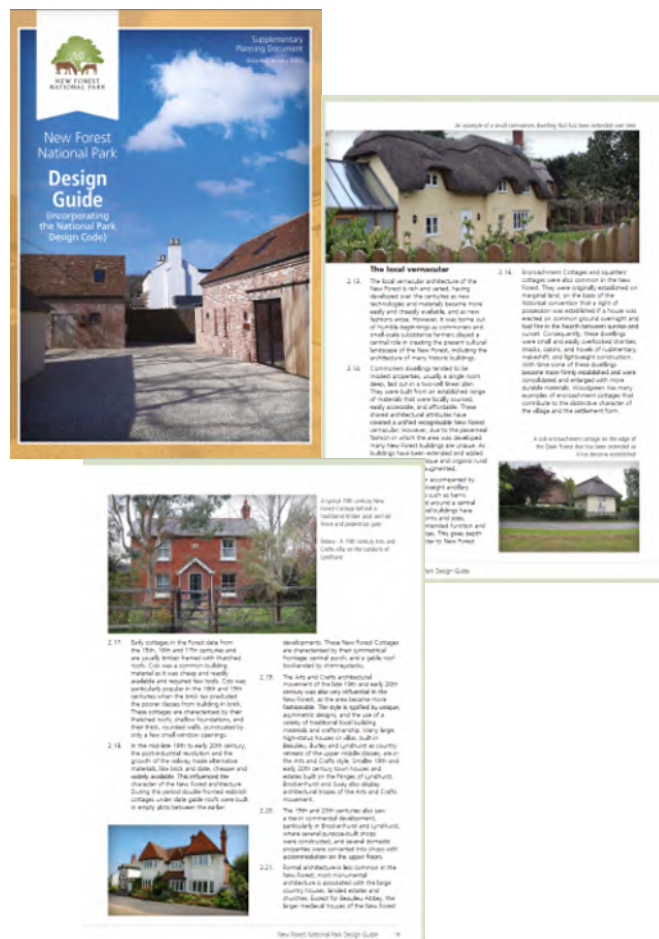 NEW FOREST
NATIONAL PARK
Supplementary
Planning Document
New Forest
National Park
Design
Guide
(incorporating
the National Park
Design Code)
An example of a small commoners dwelling that has been extended over time
The local vernacular
2.15. The local vernacular architecture of the
New Forest is rich and varied, having
developed over the centuries as new
technologies and materials became more
easily and cheaply available, and as new
fashions arose. However, it was borne out
of humble beginnings as commoners and
small-scale subsistence farmers played a
central role in creating the present cultural
landscape of the New Forest, including the
architecture of many historic buildings.
Commoners dwellings tended to be
modest properties, usually a single room
deep, laid out in a two-cell linear plan.
They were built from an established range
of materials that were locally sourced,
easily accessible, and affordable. These
shared architectural attributes have
created a unified recognisable New Forest
vernacular. However, due to the piecemeal
fashion in which the area was developed
many New Forest buildings are unique. As
buildings have been extended and added
and organic rural
augmented.
accompanied by
ancillary
such as barns
around a central
buildings have
and sizes,
intended function and
This gives depth
to New Forest
2.16. Encroachment Cottages and squatters'
cottages were also common in the New
Forest. They were originally established on
marginal land, on the basis of the
historical convention that a right of
possession was established if a house was
erected on common ground overnight and
had fire in the hearth between sunset and
sunrise. Consequently, these dwellings
were small and easily overlooked shanties,
shacks, cabins, and hovels of rudimentary,
makeshift, and lightweight construction.
With time some of these dwellings
became more firmly established and were
consolidated and enlarged with more
durable materials. Woodgreen has many
examples of encroachment cottages that
contribute to the distinctive character of
the village and the settlement form.
A cob encroachment cottage on the edge of
the Open Forest that has been extended as
it has become established
Park Design Guide
A typical 19th century New
Forest Cottage behind a
traditional timber post and rail
fence and pedestrian gate
Below - A 19th century Arts and
Crafts villa on the outskirts of
Lyndhurst
2.17. Early cottages in the Forest date from
the 15th, 16th and 17th centuries and
are usually timber framed with thatched
roofs. Cob was a common building
material as it was cheap and readily
available and required few tools. Cob was
particularly popular in the 18th and 19th
centuries when the brick tax precluded
the poorer classes from building in brick.
These cottages are characterised by their
thatched roofs, shallow foundations, and
their thick, rounded walls, punctuated by
only a few small window openings.
2.18. In the mid-late 19th to early 20th century,
the post-industrial revolution and the
growth of the railway made alternative
materials, like brick and slate, cheaper and
widely available. This influenced the
character of the New Forest architecture.
During this period double fronted redbrick
cottages under slate gable roofs were built
in empty plots between the earlier
developments. These New Forest Cottages
are characterised by their symmetrical
frontage, central porch, and a gable roof
bookended by chimneystacks.
2.19. The Arts and Crafts architectural
movement of the late 19th and early 20th
century was also very influential in the
New Forest, as the area became more
fashionable. The style is typified by unique,
asymmetric designs, and the use of a
variety of traditional local building
materials and craftsmanship. Many large,
high-status houses or villas, built in
Beaulieu, Burley and Lyndhurst as country
retreats of the upper middle classes, are in
the Arts and Crafts style. Smaller 19th and
early 20th century town houses and
estates built on the fringes of Lyndhurst,
Brockenhurst and Sway also display
architectural tropes of the Arts and Crafts
movement.
2.20. The 19th and 20th centuries also saw
a rise in commercial development,
particularly in Brockenhurst and Lyndhurst,
where several purpose-built shops
were constructed, and several domestic
properties were converted into shops with
accommodation on the upper floors.
2.21. Formal architecture is less common in the
New Forest, most monumental
architecture is associated with the large
country houses, landed estates and
churches. Except for Beaulieu Abbey, the
larger medieval houses of the New Forest
New Forest National Park Design Guide